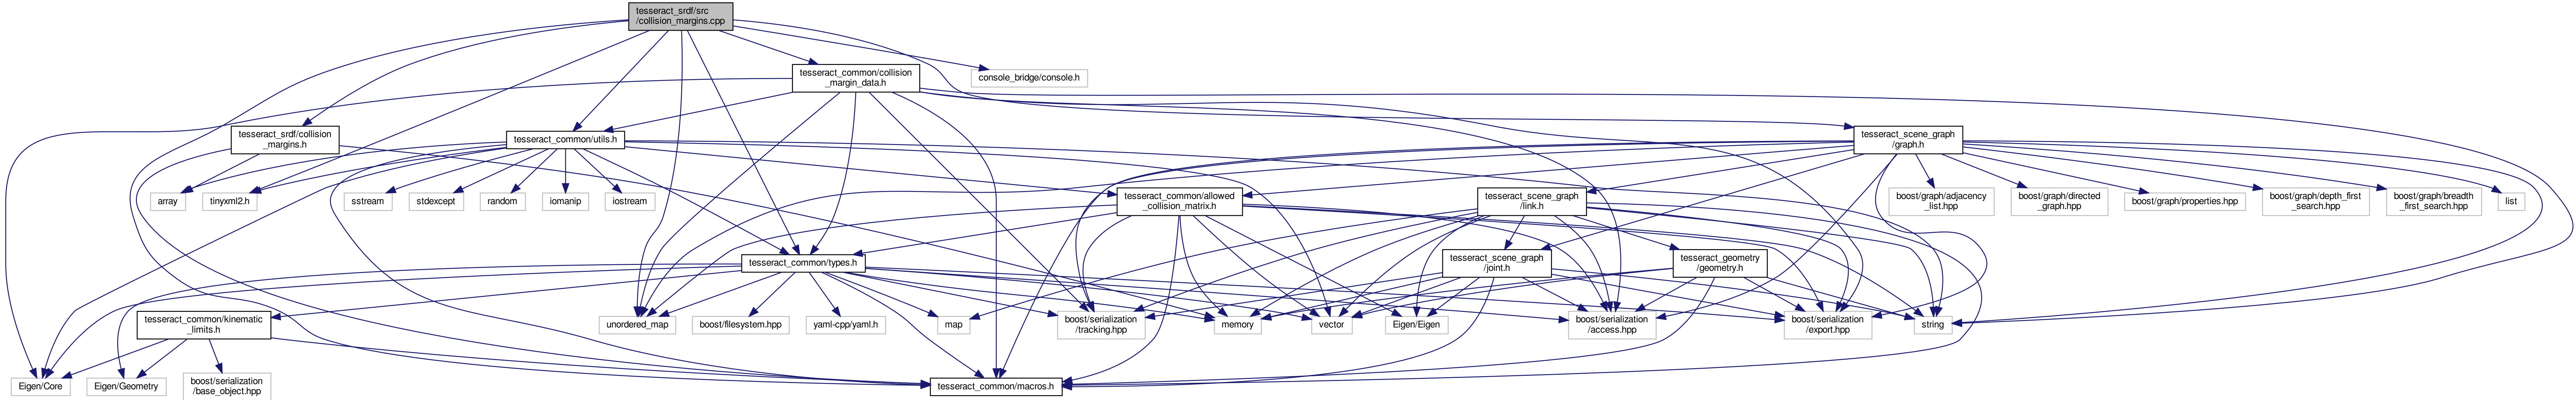 tesseract_srdf/src
/collision_margins.cpp
tesseract_common/collision
_margin_data.h
console_bridge/console.h
tesseract_srdf/collision
_margins.h
tesseract_common/utils.h
tesseract_scene_graph
/graph.h
array
tinyxml2.h
sstream
stdexcept
random
iomanip
iostream
tesseract_common/allowed
_collision_matrix.h
tesseract_scene_graph
/link.h
boost/graph/adjacency
_list.hpp
boost/graph/directed
_graph.hpp
boost/graph/properties.hpp
boost/graph/depth_first
_search.hpp
boost/graph/breadth
_first_search.hpp
list
tesseract_common/types.h
tesseract_scene_graph
/joint.h
tesseract_geometry
/geometry.h
tesseract_common/kinematic
_limits.h
unordered_map
boost/filesystem.hpp
yaml-cpp/yaml.h
map
boost/serialization
/tracking.hpp
memory
vector
Eigen/Eigen
boost/serialization
/access.hpp
boost/serialization
/export.hpp
string
Eigen/Core
Eigen/Geometry
boost/serialization
/base_object.hpp
tesseract_common/macros.h